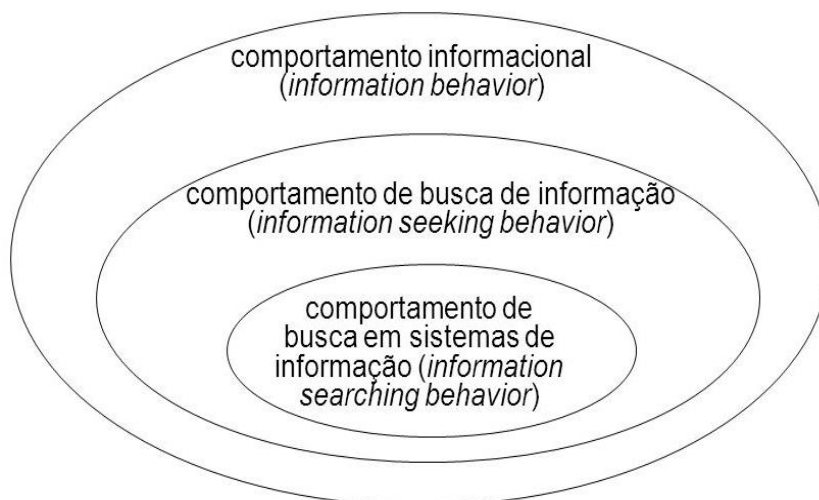 comportamento informacional
(information behavior)
comportamento de busca de informação
(information seeking behavior)
comportamento de
busca em sistemas de
informação (information
searching behavior)